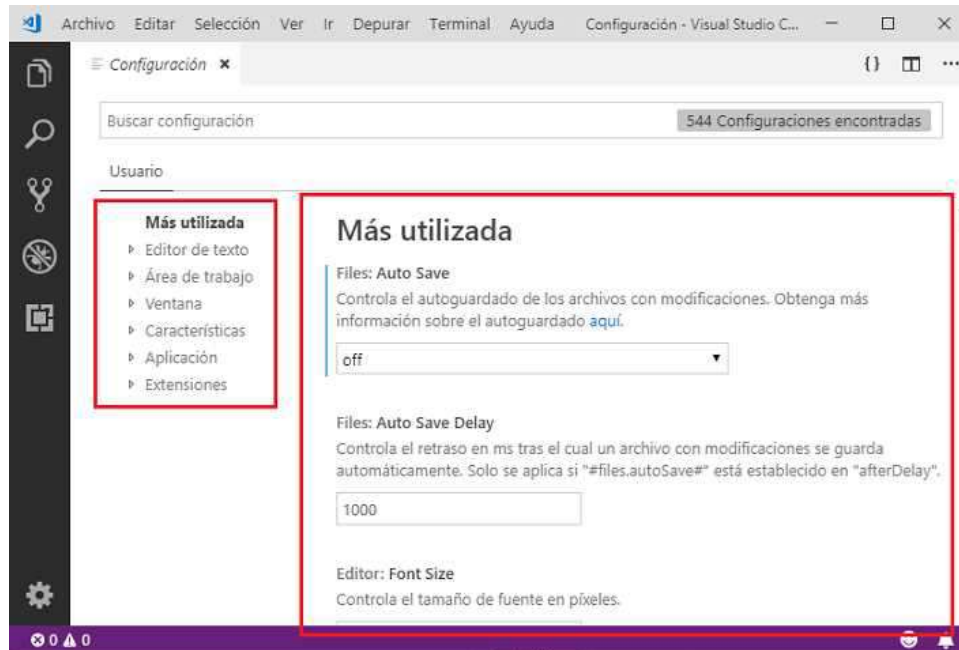 Archivo Editar Selección Ver Ir Depurar Terminal Ayuda Configuración - Visual Studio C...
Configuración
Buscar configuración 544 Configuraciones encontradas
Usuario
Más utilizada
Editor de texto
Área de trabajo
Ventana
Características
Aplicación
Extensiones
Más utilizada
Files: Auto Save
Controla el autoguardado de los archivos con modificaciones. Obtenga más
información sobre el autoguardado aquí.
off
Files: Auto Save Delay
Controla el retraso en ms tras el cual un archivo con modificaciones se guarda
automáticamente. Solo se aplica si "#files.autoSave#" está establecido en "afterDelay".
1000
Editor: Font Size
Controla el tamaño de fuente en píxeles.
0 0